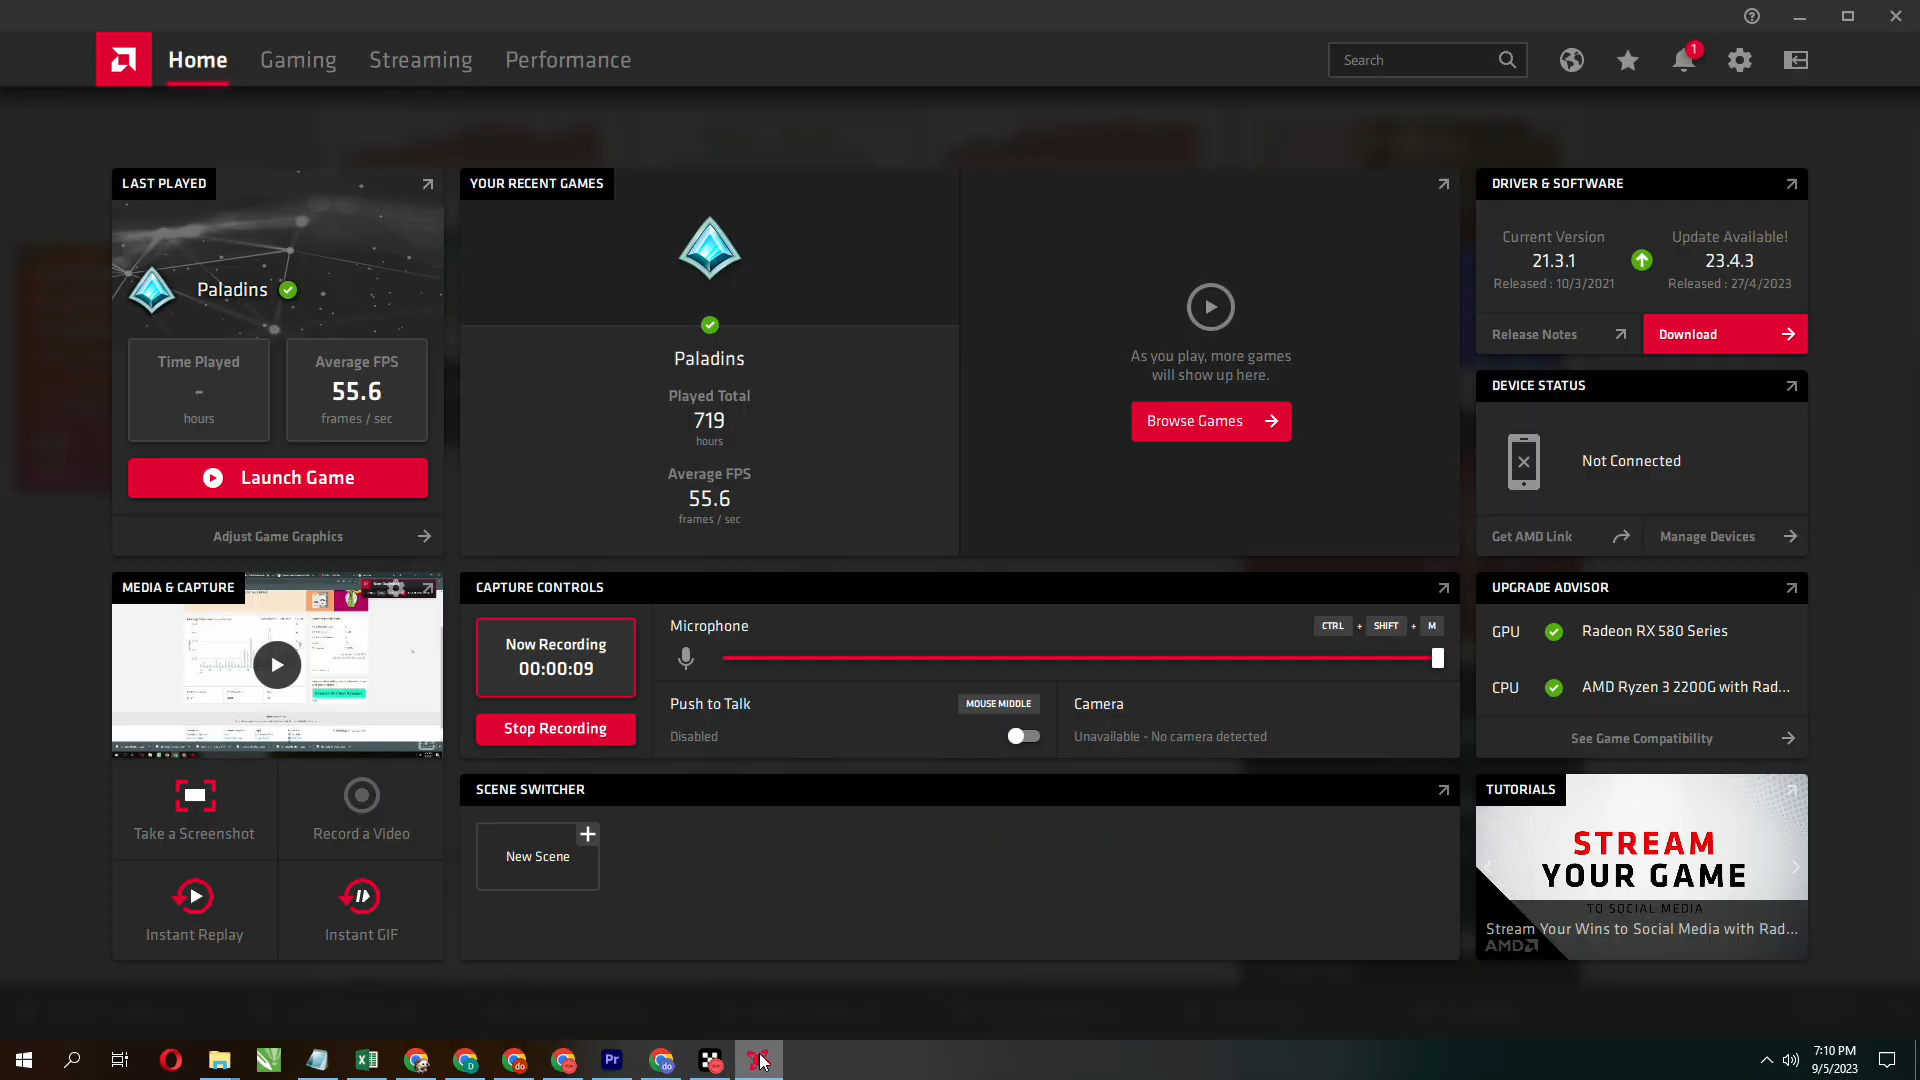 Home
Gaming
Streaming
Performance
Search
1
LAST PLAYED
Paladins
Time Played
-
hours
Average FPS
55.6
frames / sec
Launch Game
Adjust Game Graphics
YOUR RECENT GAMES
Paladins
Played Total
719
hours
Average FPS
55.6
frames / sec
As you play, more games
will show up here.
Browse Games
DRIVER & SOFTWARE
Current Version
21.3.1
Released : 10/3/2021
Update Available!
23.4.3
Released : 27/4/2023
Release Notes
Download
DEVICE STATUS
Not Connected
Get AMD Link
Manage Devices
MEDIA & CAPTURE
Take a Screenshot
Record a Video
Instant Replay
Instant GIF
CAPTURE CONTROLS
Now Recording
00:00:09
Stop Recording
Microphone
CTRL + SHIFT + M
Push to Talk
MOUSE MIDDLE
Disabled
Camera
Unavailable - No camera detected
SCENE SWITCHER
New Scene
UPGRADE ADVISOR
GPU
Radeon RX 580 Series
CPU
AMD Ryzen 3 2200G with Rad...
See Game Compatibility
TUTORIALS
STREAM
YOUR GAME
TO SOCIAL MEDIA
Stream Your Wins to Social Media with Rad...
AMD
Pr
7:10 PM
9/5/2023